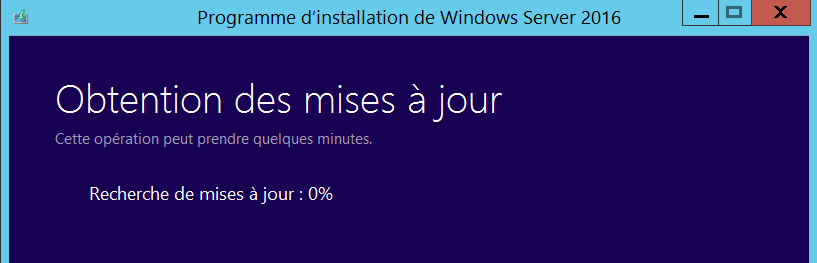 Programme d’installation de Windows Server 2016
Obtention des mises à jour
Cette opération peut prendre quelques minutes.
Recherche de mises à jour : 0%